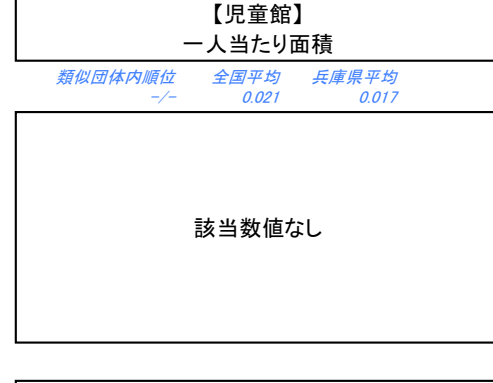 【児童館】
一人当たり面積
類似団体内順位 全国平均 兵庫県平均
-/- 0.021 0.017
該当数値なし